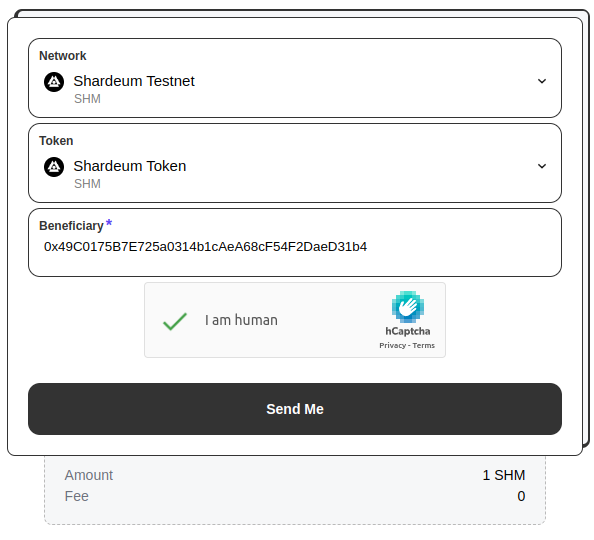 Network
Shardeum Testnet
SHM
Token
Shardeum Token
SHM
Beneficiary *
0x49C0175B7E725a0314b1cAeA68cF54F2DaeD31b4
I am human
hCaptcha
Privacy - Terms
Send Me
Amount 1 SHM
Fee 0